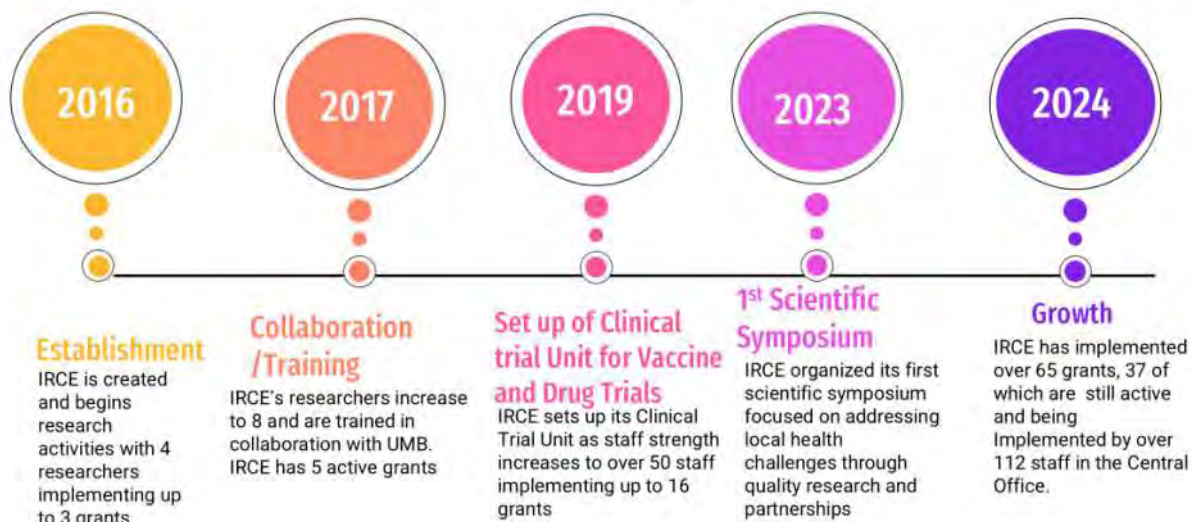 2016
2017
2019
2023
2024
Establishment
IRCE is created
and begins
research
activities with 4
researchers
implementing up
to 3 grants
Collaboration
/Training
IRCE's researchers increase
to 8 and are trained in
collaboration with UMB.
IRCE has 5 active grants
Set up of Clinical
trial Unit for Vaccine
and Drug Trials
IRCE sets up its Clinical
Trial Unit as staff strength
increases to over 50 staff
implementing up to 16
grants
1st Scientific
Symposium
IRCE organized its first
scientific symposium
focused on addressing
local health
challenges through
quality research and
partnerships
Growth
IRCE has implemented
over 65 grants, 37 of
which are still active
and being
Implemented by over
112 staff in the Central
Office.